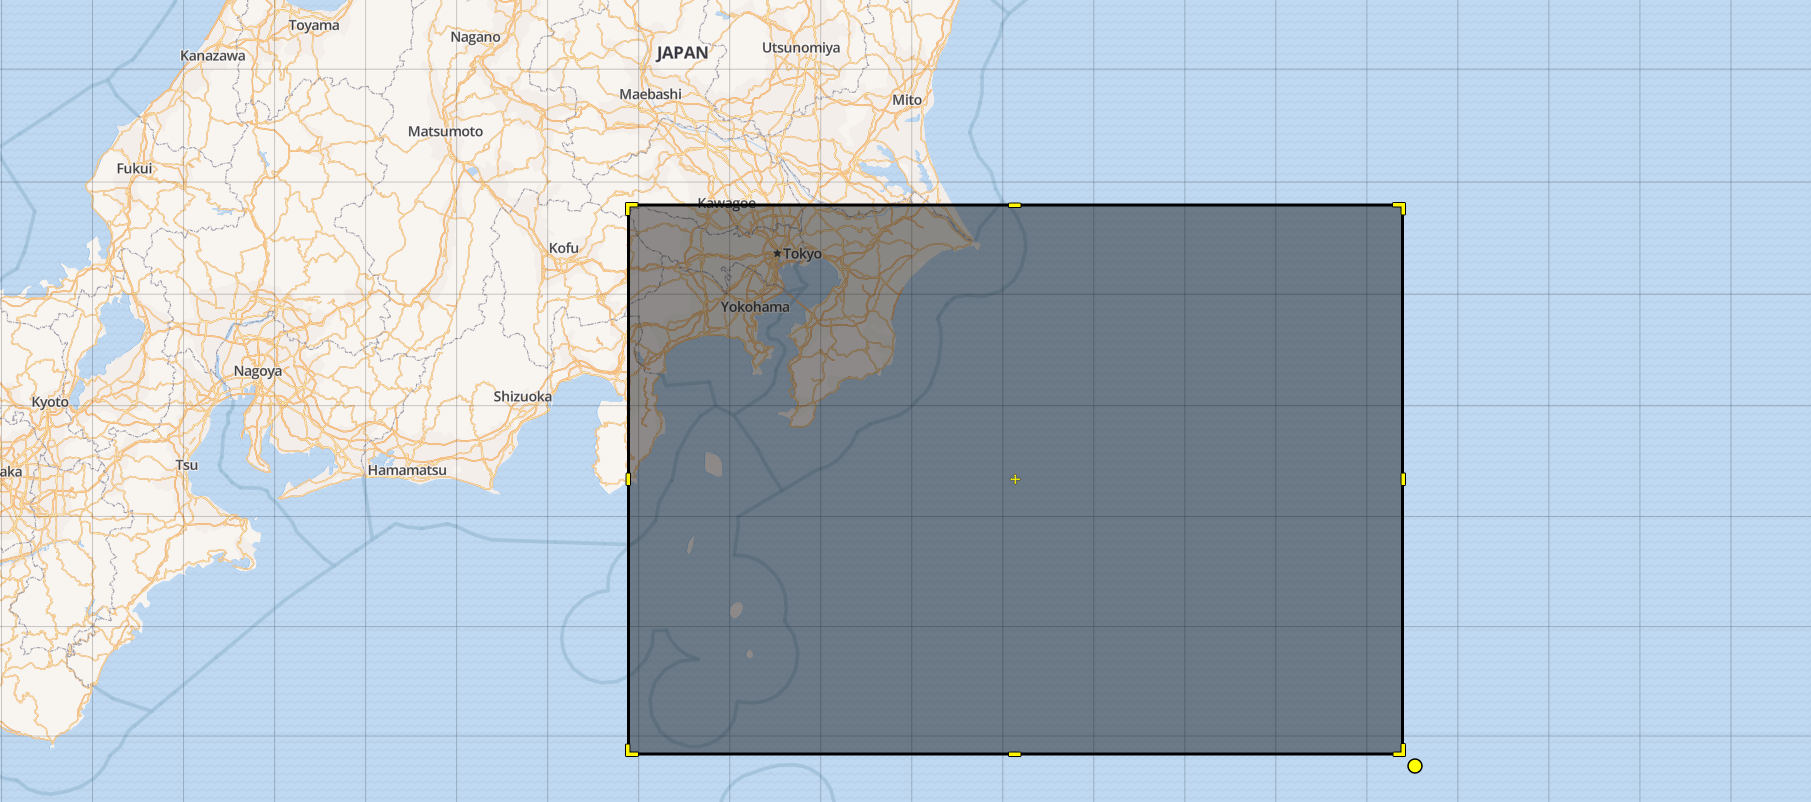 Toyama
Nagano
Utsunomiya
JAPAN
Kanazawa
Maebashi
Mito
Matsumoto
Fukui
Kawagoe
Kofu
Tokyo
Yokohama
Nagoya
Shizuoka
Kyoto
Tsu
Hamamatsu
aka